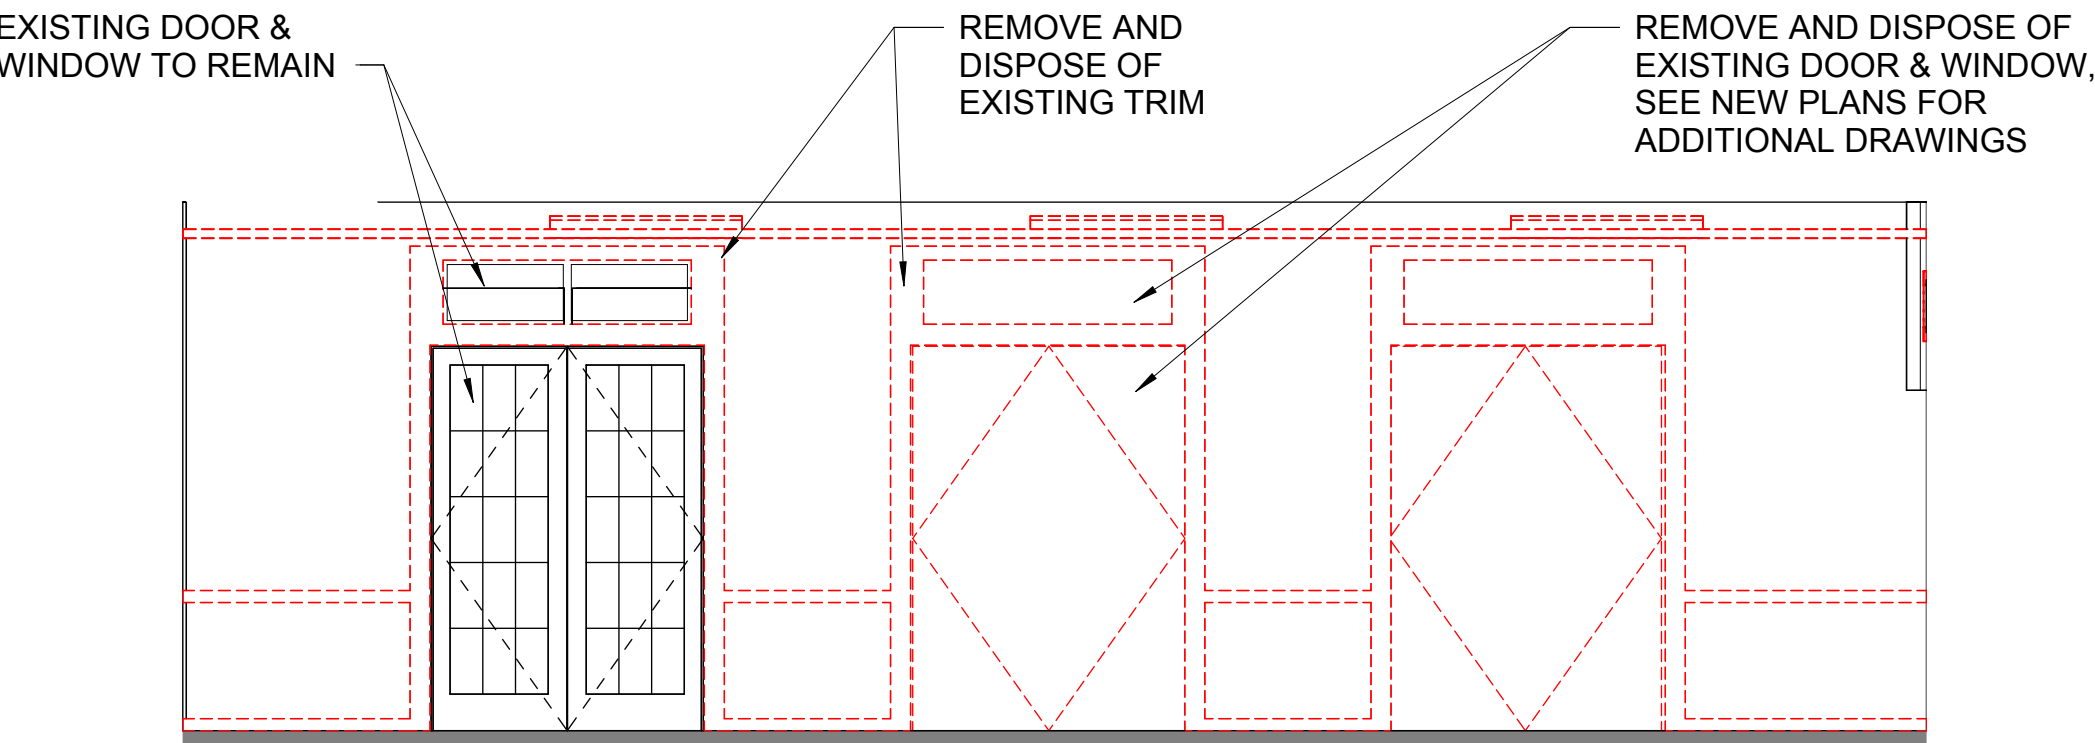 EXISTING DOOR &
WINDOW TO REMAIN
REMOVE AND
DISPOSE OF
EXISTING TRIM
REMOVE AND DISPOSE OF
EXISTING DOOR & WINDOW,
SEE NEW PLANS FOR
ADDITIONAL DRAWINGS